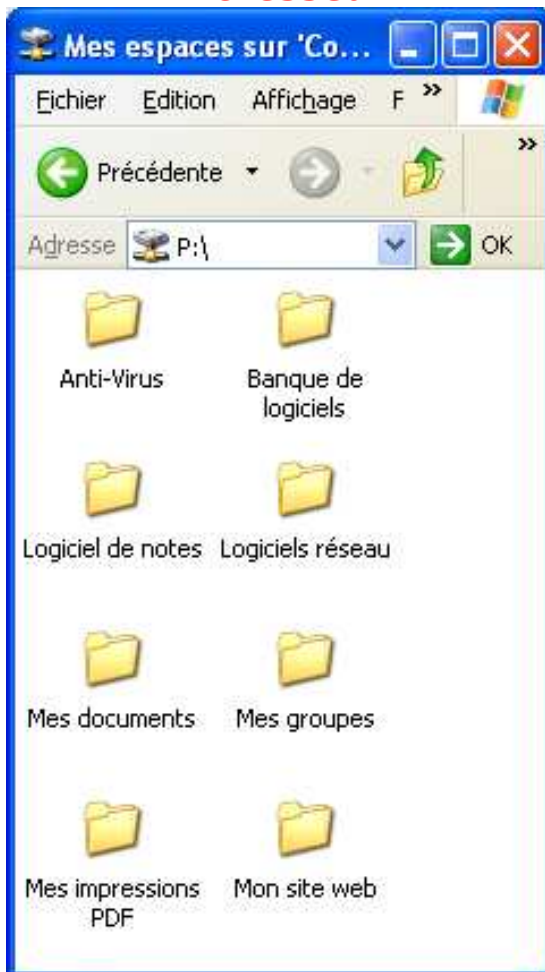 Mes espaces sur 'Co...
Fichier Edition Affichage F »
Précédente »
Adresse P:\ OK
Anti-Virus Banque de logiciels
Logiciel de notes Logiciels réseau
Mes documents Mes groupes
Mes impressions PDF Mon site web